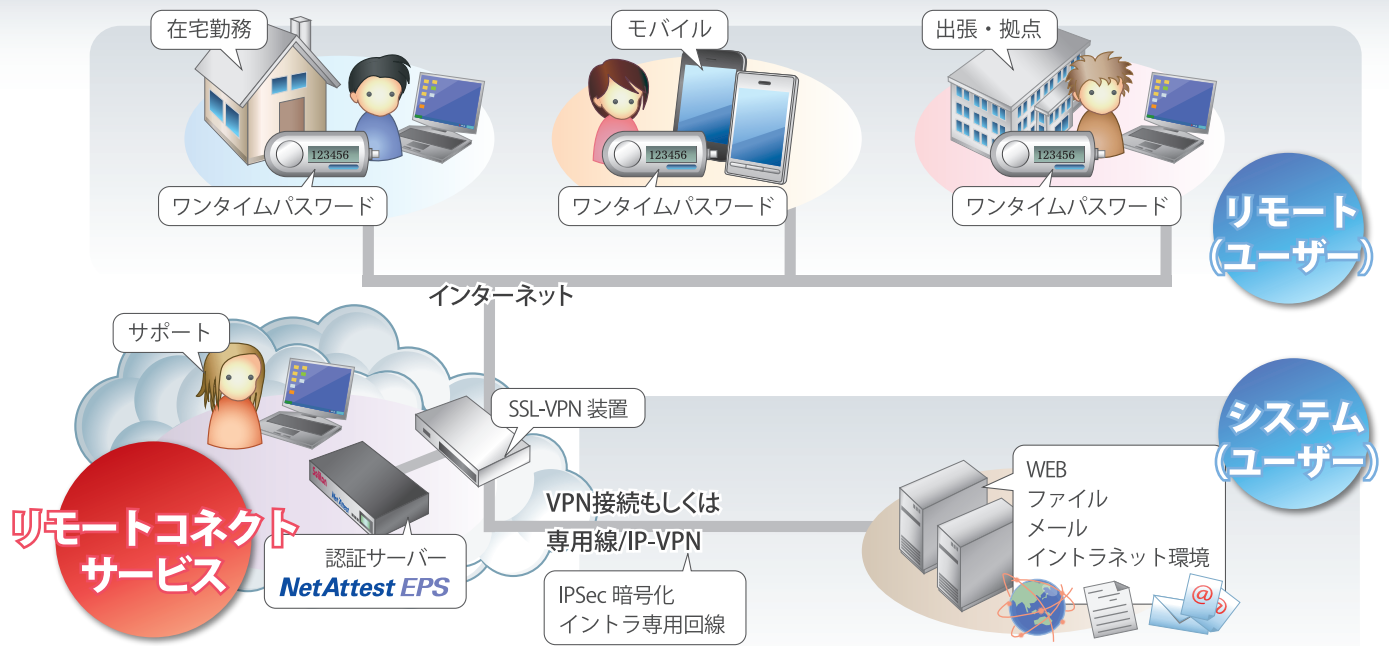 在宅勤務
モバイル
出張・拠点
123456
123456
123456
ワンタイムパスワード
ワンタイムパスワード
ワンタイムパスワード
リモート
(ユーザー)
インターネット
サポート
SSL-VPN 装置
システム
(ユーザー)
リモートコネクト
サービス
認証サーバー
NetAttest EPS
VPN接続もしくは
専用線/IP-VPN
IPSec 暗号化
イントラ専用回線
WEB
ファイル
メール
イントラネット環境
@
@